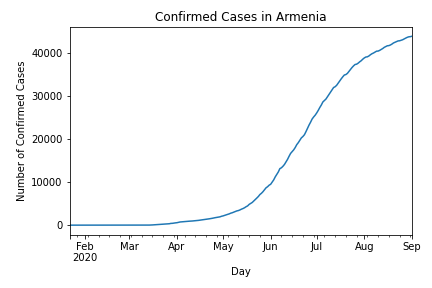 Confirmed Cases in Armenia
Number of Confirmed Cases
40000
30000
20000
10000
0
Feb Mar Apr May Jun Jul Aug Sep
2020
Day